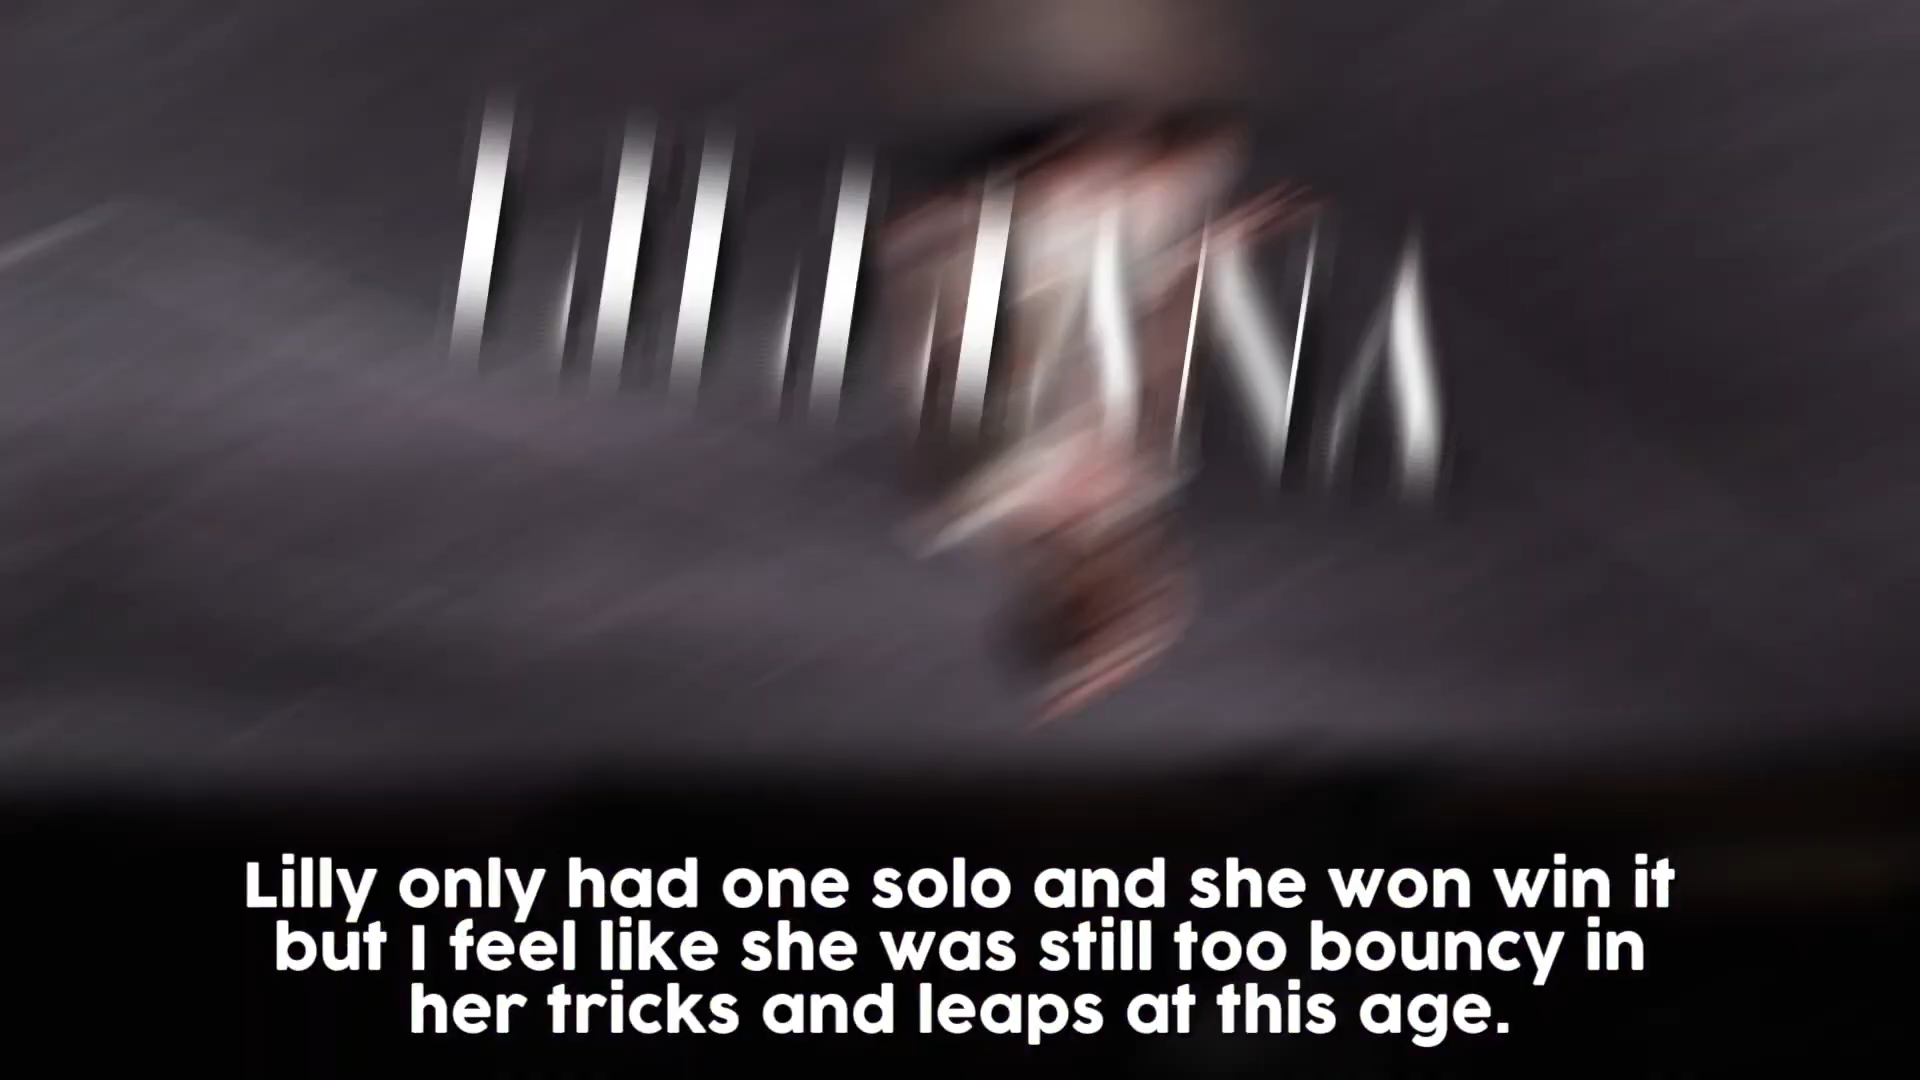 Lilly only had one solo and she won win it
but I feel like she was still too bouncy in
her tricks and leaps at this age.